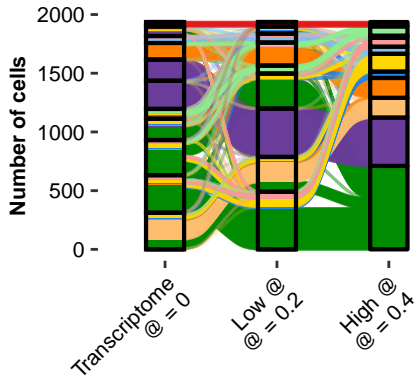 Number of cells
2000
1500
1000
500
0
Transcriptome
@ = 0
Low @
@ = 0.2
High @
@ = 0.4